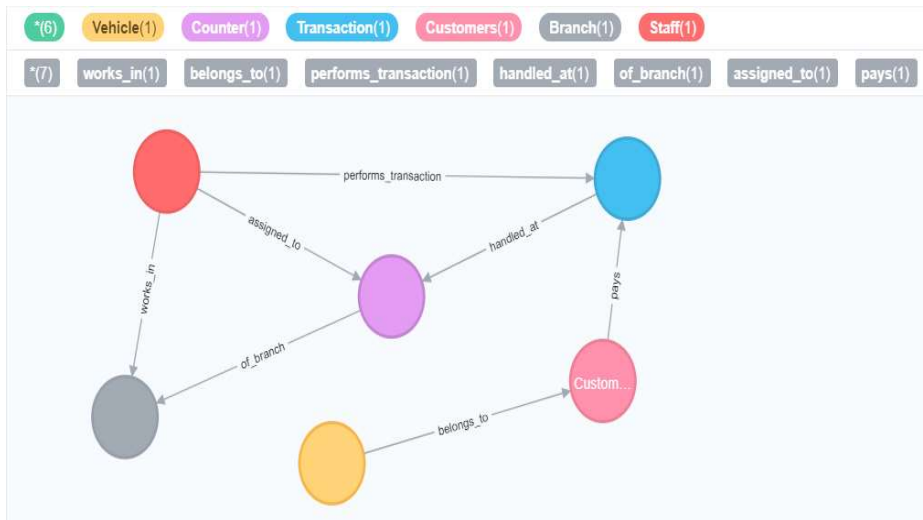 *(6) Vehicle(1) Counter(1) Transaction(1) Customers(1) Branch(1) Staff(1)
*(7) works_in(1) belongs_to(1) performs_transaction(1) handled_at(1) of_branch(1) assigned_to(1) pays(1)
performs_transaction
assigned_to
handled_at
works_in
pays
of_branch
Custom...
belongs_to